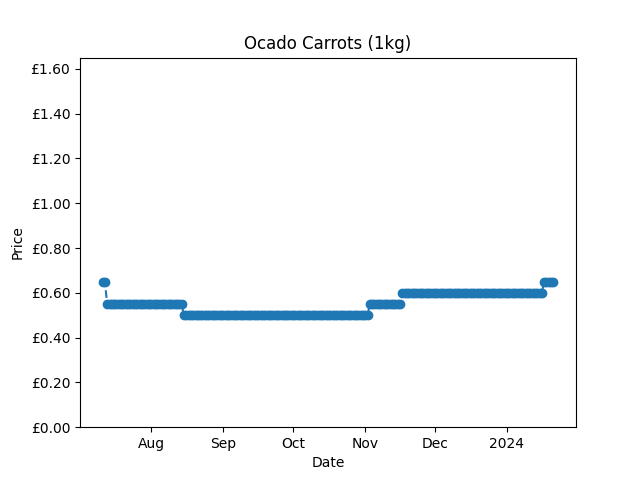 Ocado Carrots (1kg)
£1.60
£1.40
£1.20
£1.00
£0.80
£0.60
£0.40
£0.20
£0.00
Price
Aug Sep Oct Nov Dec 2024
Date